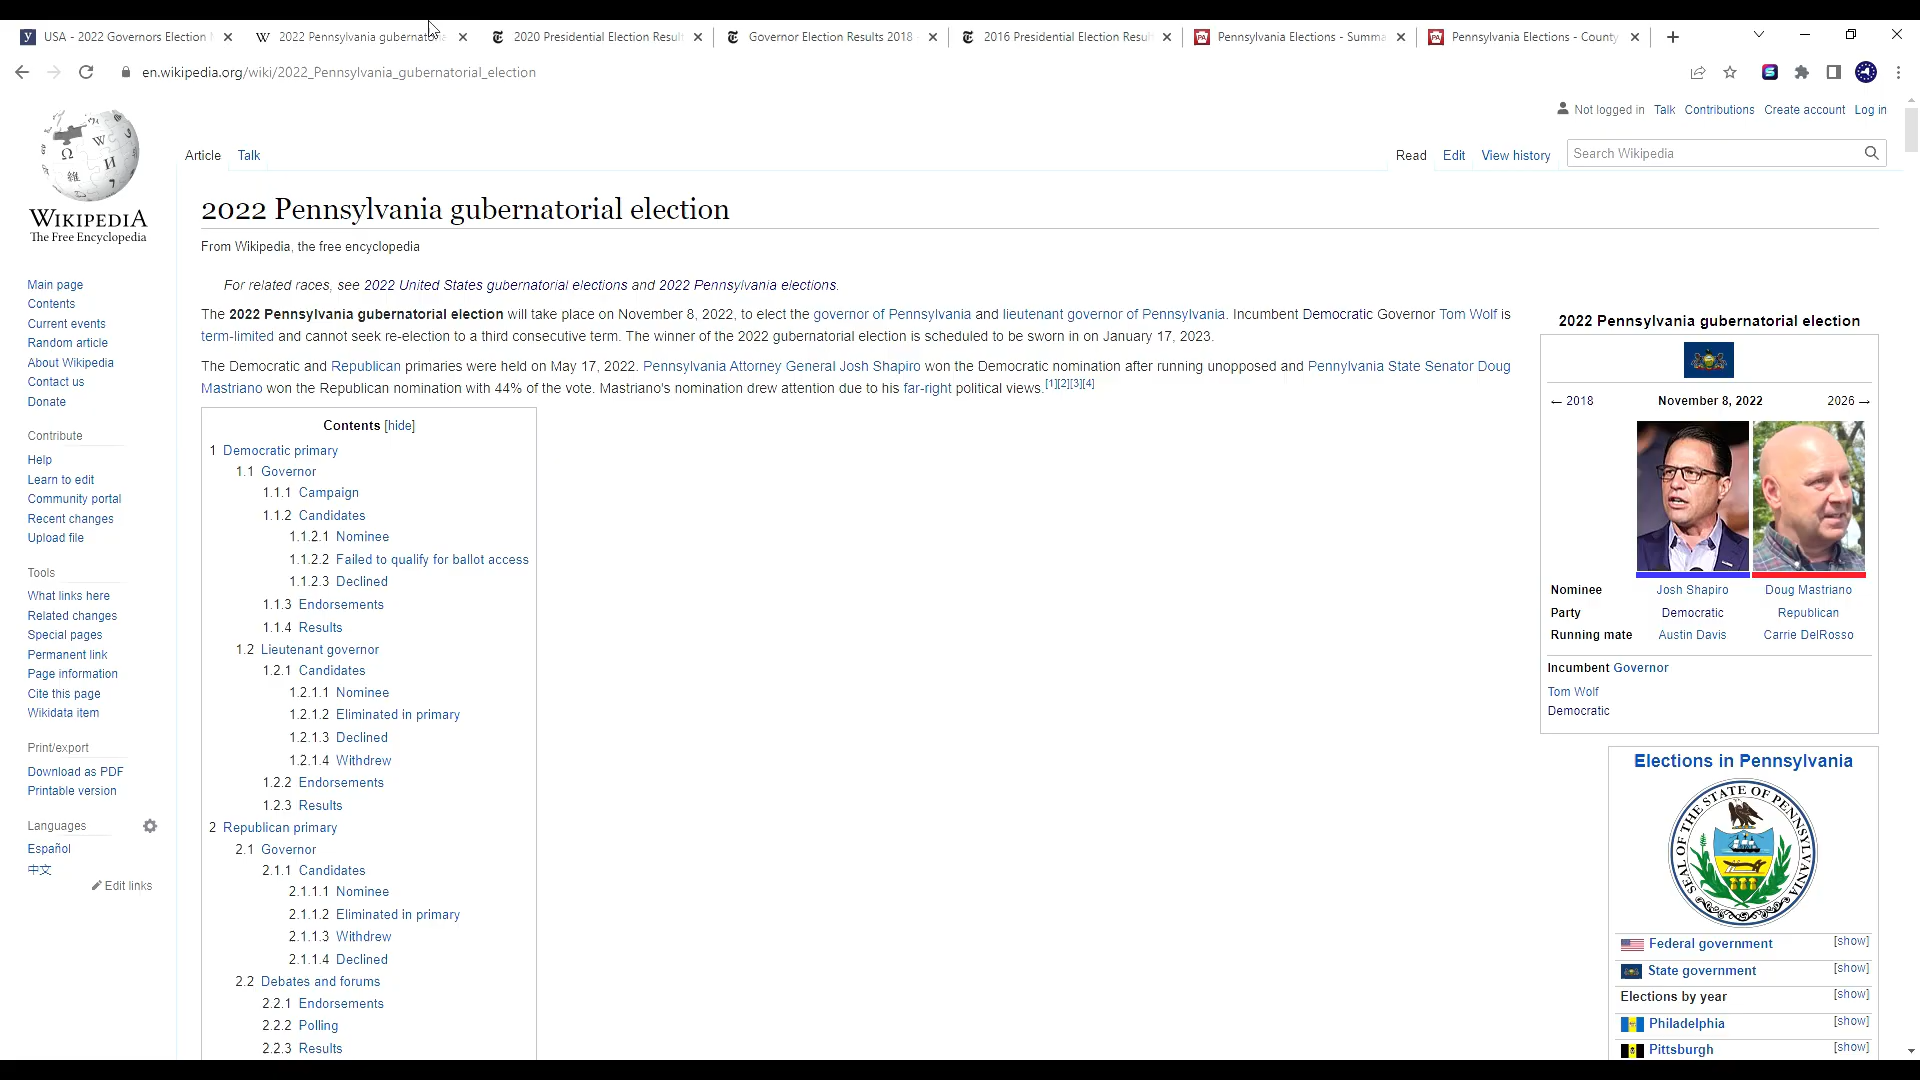 USA - 2022 Governors Election
2022 Pennsylvania gubernatoria
2020 Presidential Election Resul
Governor Election Results 2018
2016 Presidential Election Resul
Pennsylvania Elections - Summa
Pennsylvania Elections - County
en.wikipedia.org/wiki/2022_Pennsylvania_gubernatorial_election
Not logged in Talk Contributions Create account Log in
Article Talk
Read Edit View history Search Wikipedia
WIKIPEDIA
The Free Encyclopedia
Main page
Contents
Current events
Random article
About Wikipedia
Contact us
Donate
Contribute
Help
Learn to edit
Community portal
Recent changes
Upload file
Tools
What links here
Related changes
Special pages
Permanent link
Page information
Cite this page
Wikidata item
Print/export
Download as PDF
Printable version
Languages
Español
中文
Edit links
2022 Pennsylvania gubernatorial election
From Wikipedia, the free encyclopedia
For related races, see 2022 United States gubernatorial elections and 2022 Pennsylvania elections.
The 2022 Pennsylvania gubernatorial election will take place on November 8, 2022, to elect the governor of Pennsylvania and lieutenant governor of Pennsylvania. Incumbent Democratic Governor Tom Wolf is
term-limited and cannot seek re-election to a third consecutive term. The winner of the 2022 gubernatorial election is scheduled to be sworn in on January 17, 2023.
The Democratic and Republican primaries were held on May 17, 2022. Pennsylvania Attorney General Josh Shapiro won the Democratic nomination after running unopposed and Pennylvania State Senator Doug
Mastriano won the Republican nomination with 44% of the vote. Mastriano's nomination drew attention due to his far-right political views.[1][2][3][4]
Contents [hide]
1 Democratic primary
1.1 Governor
1.1.1 Campaign
1.1.2 Candidates
1.1.2.1 Nominee
1.1.2.2 Failed to qualify for ballot access
1.1.2.3 Declined
1.1.3 Endorsements
1.1.4 Results
1.2 Lieutenant governor
1.2.1 Candidates
1.2.1.1 Nominee
1.2.1.2 Eliminated in primary
1.2.1.3 Declined
1.2.1.4 Withdrew
1.2.2 Endorsements
1.2.3 Results
2 Republican primary
2.1 Governor
2.1.1 Candidates
2.1.1.1 Nominee
2.1.1.2 Eliminated in primary
2.1.1.3 Withdrew
2.1.1.4 Declined
2.2 Debates and forums
2.2.1 Endorsements
2.2.2 Polling
2.2.3 Results
2022 Pennsylvania gubernatorial election
← 2018 November 8, 2022 2026 →
Nominee Josh Shapiro Doug Mastriano
Party Democratic Republican
Running mate Austin Davis Carrie DelRosso
Incumbent Governor
Tom Wolf
Democratic
Elections in Pennsylvania
SEAL OF THE STATE OF PENNSYLVANIA
Federal government [show]
State government [show]
Elections by year [show]
Philadelphia [show]
Pittsburgh [show]